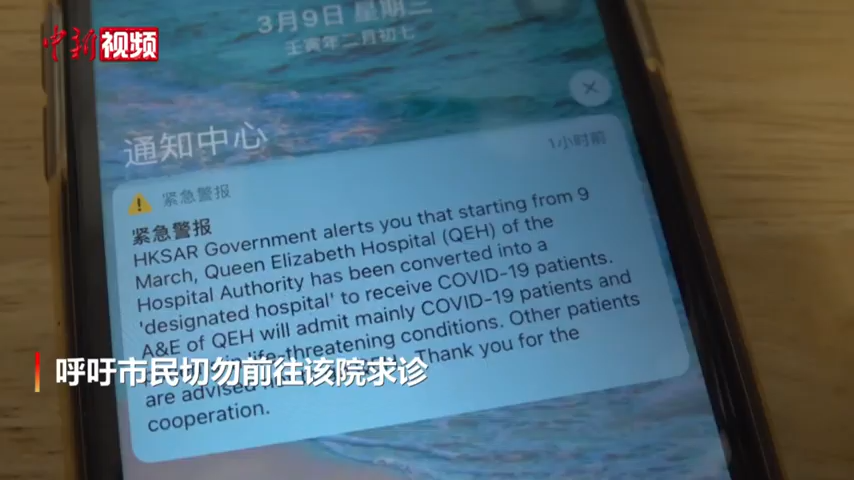 中新视频
3月9日 星期三
壬寅年二月初七
通知中心
紧急警报
1小时前
紧急警报
HKSAR Government alerts you that starting from 9
March, Queen Elizabeth Hospital (QEH) of the
Hospital Authority has been converted into a
'designated hospital' to receive COVID-19 patients.
A&E of QEH will admit mainly COVID-19 patients and
life-threatening conditions. Other patients
are advised Thank you for the
cooperation.
呼吁市民切勿前往该院求诊